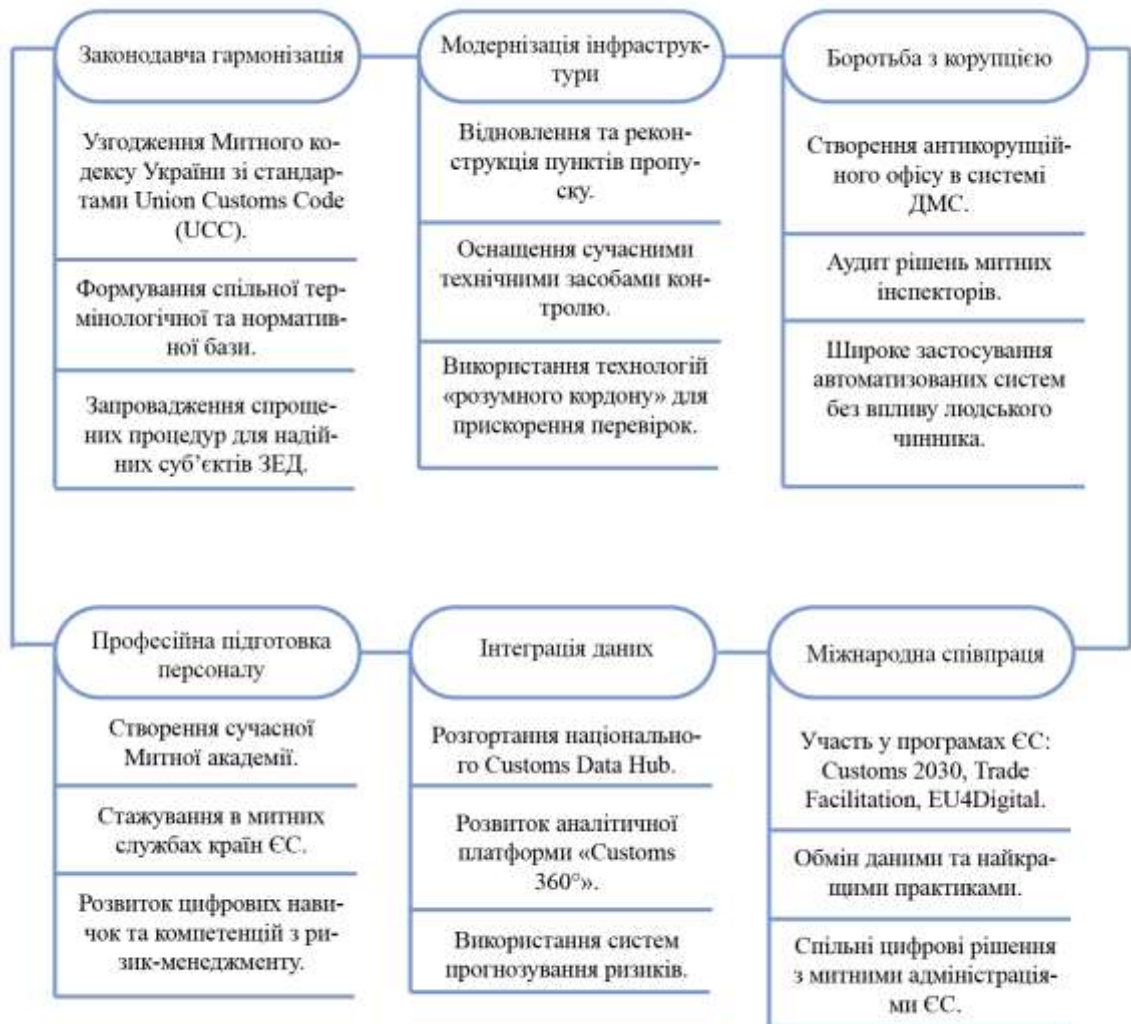 Законодавча гармонізація
Узгодження Митного ко-
дексу України зі стандар-
тами Union Customs Code
(UCC).
Формування спільної тер-
мінологічної та норматив-
ної бази.
Запровадження спроще-
них процедур для надій-
них суб’єктів ЗЕД.
Модернізація інфраструк-
тури
Відновлення та рекон-
струкція пунктів пропу-
ску.
Оснащення сучасними
технічними засобами кон-
тролю.
Використання технологій
«розумного кордону» для
прискорення перевірок.
Боротьба з корупцією
Створення антикорупцій-
ного офісу в системі
ДМС.
Аудит рішень митних
інспекторів.
Широке застосування
автоматизованих систем
без впливу людського
чинника.
Професійна підготовка
персоналу
Створення сучасної
Митної академії.
Стажування в митних
службах країн ЄС.
Розвиток цифрових нави-
чок та компетенцій з ри-
зик-менеджменту.
Інтеграція даних
Розгортання національно-
го Customs Data Hub.
Розвиток аналітичної
платформи «Customs
360°».
Використання систем
прогнозування ризиків.
Міжнародна співпраця
Участь у програмах ЄС:
Customs 2030, Trade
Facilitation, EU4Digital.
Обмін даними та найкра-
щими практиками.
Спільні цифрові рішення
з митними адміністрація-
ми ЄС.